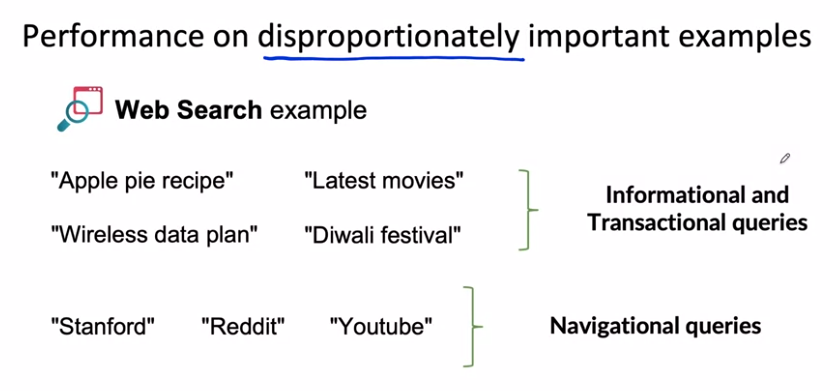 Performance on disproportionately important examples
Web Search example
"Apple pie recipe" "Latest movies"
"Wireless data plan" "Diwali festival"
Informational and
Transactional queries
"Stanford" "Reddit" "Youtube"
Navigational queries